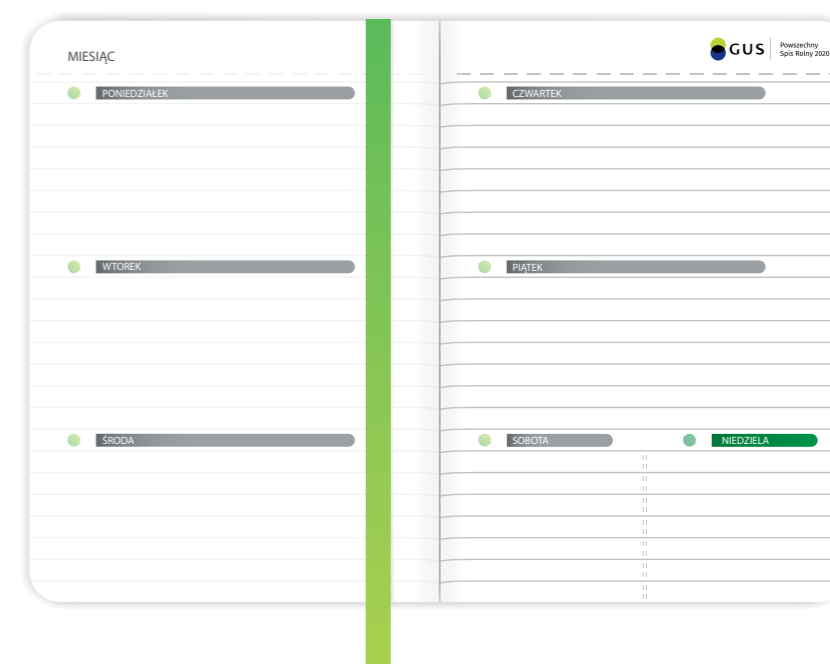 MIESIĄC
PONIEDZIAŁEK
WTOREK
ŚRODA
GUS
Powszechny
Spis Rolny 2020
CZWARTEK
PIĄTEK
SOBOTA
NIEDZIELA